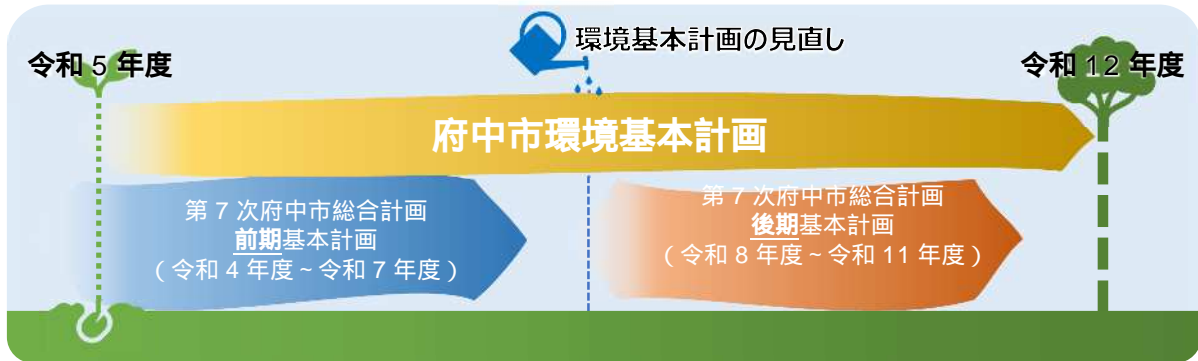 環境基本計画の見直し
令和 5 年度
令和 12 年度
府中市環境基本計画
第 7 次府中市総合計画
前期基本計画
(令和 4 年度~令和 7 年度)
第 7 次府中市総合計画
後期基本計画
(令和 8 年度~令和 11 年度)